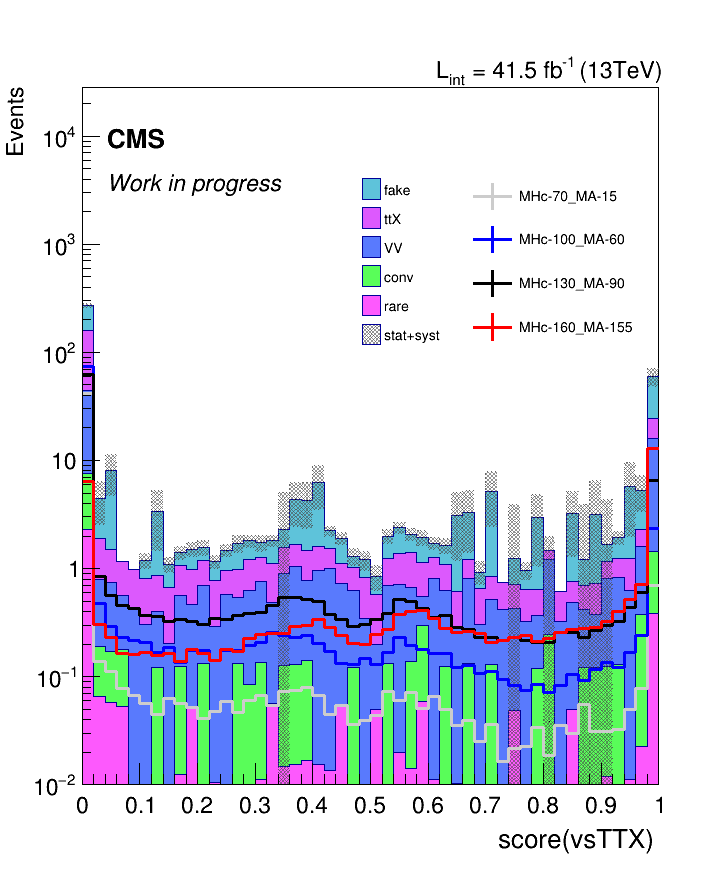 L_int = 41.5 fb^-1 (13TeV)
Events
CMS
Work in progress
fake
ttX
VV
conv
rare
stat+syst
MHc-70_MA-15
MHc-100_MA-60
MHc-130_MA-90
MHc-160_MA-155
10^4
10^3
10^2
10
1
10^−1
10^−2
0 0.1 0.2 0.3 0.4 0.5 0.6 0.7 0.8 0.9 1
score(vsTTX)